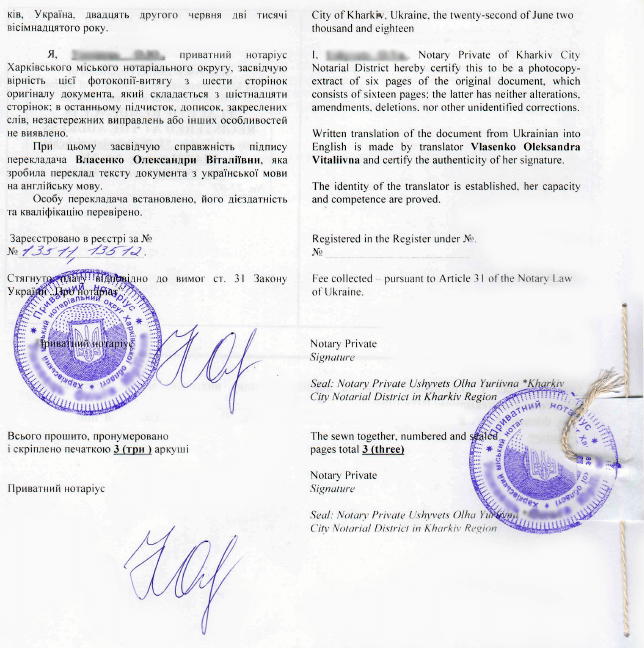 ків, Україна, двадцять другого червня дві тисячі
вісімнадцятого року.
Я, приватний нотаріус
Харківського міського нотаріального округу, засвідчую
вірність цієї фотокопії-витягу з шести сторінок
оригіналу документа, який складається з шістнадцяти
сторінок; в останньому підчисток, дописок, закреслених
слів, незастережних виправлень або інших особливостей
не виявлено.
При цьому засвідчую справжність підпису
перекладача Власенко Олександри Віталіївни, яка
зробила переклад тексту документа з української мови
на англійську мову.
Особу перекладача встановлено, його дієздатність
та кваліфікацію перевірено.
Зареєстровано в реєстрі за №
№ 13511, 13512.
Стягнуто плату відповідно до вимог ст. 31 Закону
України „Про нотаріат"
Приватний нотаріус
* Приватний нотаріус *
Харківський міський нотаріальний округ Харківської області
Всього прошито, пронумеровано
і скріплено печаткою 3 (три ) аркуші
Приватний нотаріус
City of Kharkiv, Ukraine, the twenty-second of June two
thousand and eighteen
I, Notary Private of Kharkiv City
Notarial District hereby certify this to be a photocopy-
extract of six pages of the original document, which
consists of sixteen pages; the latter has neither alterations,
amendments, deletions, nor other unidentified corrections.
Written translation of the document from Ukrainian into
English is made by translator Vlasenko Oleksandra
Vitaliivna and certify the authenticity of her signature.
The identity of the translator is established, her capacity
and competence are proved.
Registered in the Register under №.
№
Fee collected – pursuant to Article 31 of the Notary Law
of Ukraine.
Notary Private
Signature
Seal: Notary Private Ushyvets Olha Yuriivna *Kharkiv
City Notarial District in Kharkiv Region
The sewn together, numbered and sealed
pages total 3 (three)
Notary Private
Signature
Seal: Notary Private Ushyvets Olha Yuriivna
City Notarial District in Kharkiv Region
* Приватний нотаріус